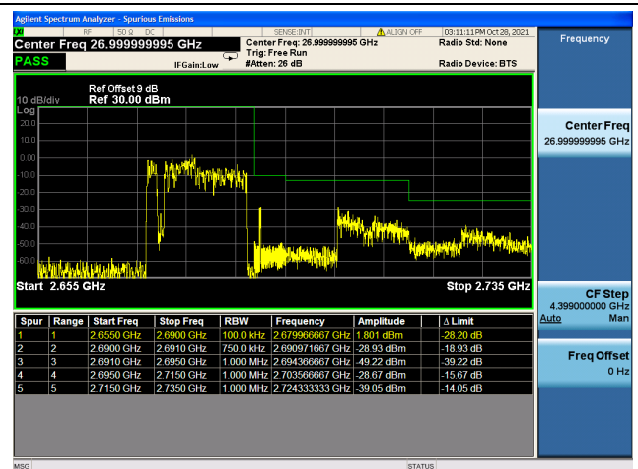 Agilent Spectrum Analyzer - Spurious Emissions
LXI RF 50 Ω DC SENSE:INT ALIGN OFF 03:11:11 PM Oct 28, 2021
Center Freq 26.999999995 GHz
Center Freq: 26.999999995 GHz Radio Std: None
Trig: Free Run
PASS
IFGain:Low #Atten: 26 dB Radio Device: BTS
Ref Offset 9 dB
10 dB/div Ref 30.00 dBm
Log
20.0
10.0
0.00
-10.0
-20.0
-30.0
-40.0
-50.0
-60.0
Start 2.655 GHz Stop 2.735 GHz
Spur Range Start Freq Stop Freq RBW Frequency Amplitude Δ Limit
1 1 2.6550 GHz 2.6900 GHz 100.0 kHz 2.679966667 GHz 1.801 dBm -28.20 dB
2 2 2.6900 GHz 2.6910 GHz 750.0 kHz 2.690971667 GHz -28.93 dBm -18.93 dB
3 3 2.6910 GHz 2.6950 GHz 1.000 MHz 2.694366667 GHz -49.22 dBm -39.22 dB
4 4 2.6950 GHz 2.7150 GHz 1.000 MHz 2.703566667 GHz -28.67 dBm -15.67 dB
5 5 2.7150 GHz 2.7350 GHz 1.000 MHz 2.724333333 GHz -39.05 dBm -14.05 dB
MSG STATUS
Frequency
Center Freq
26.999999995 GHz
CF Step
4.399000000 GHz
Auto Man
Freq Offset
0 Hz